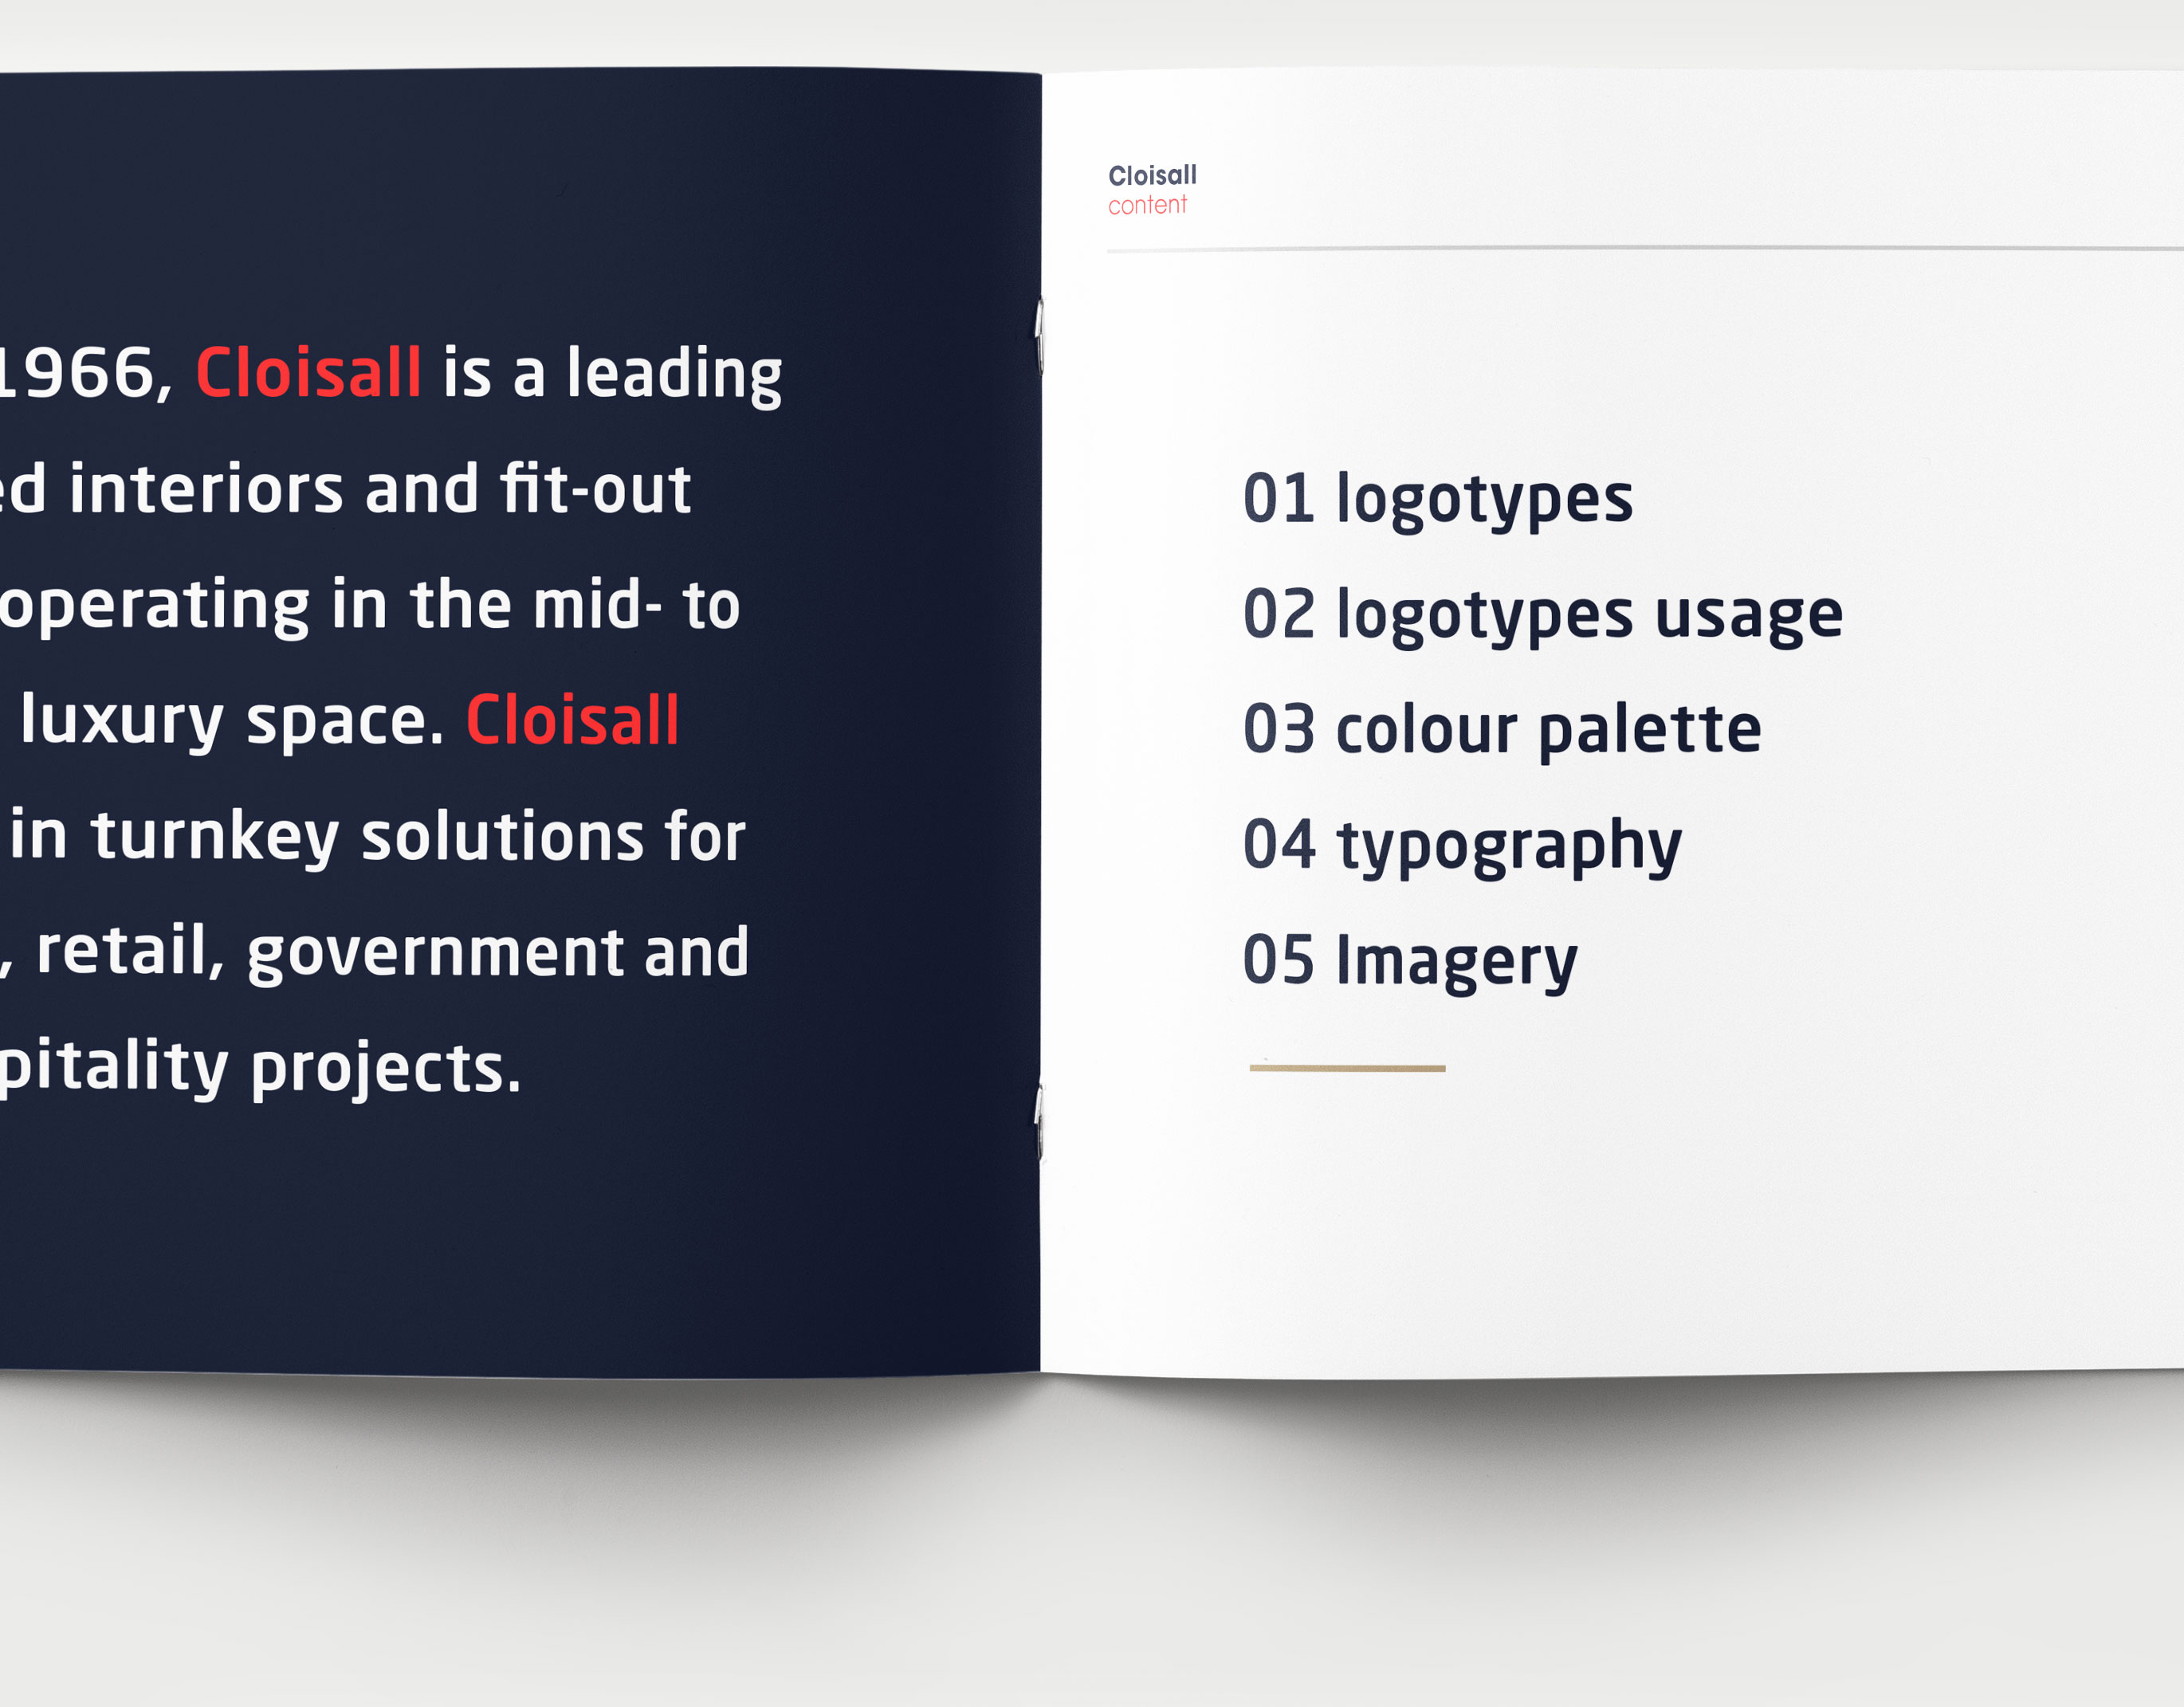 1966, Cloisall is a leading
ed interiors and fit-out
operating in the mid- to
luxury space. Cloisall
in turnkey solutions for
, retail, government and
pitality projects.
Cloisall
content
01 logotypes
02 logotypes usage
03 colour palette
04 typography
05 Imagery